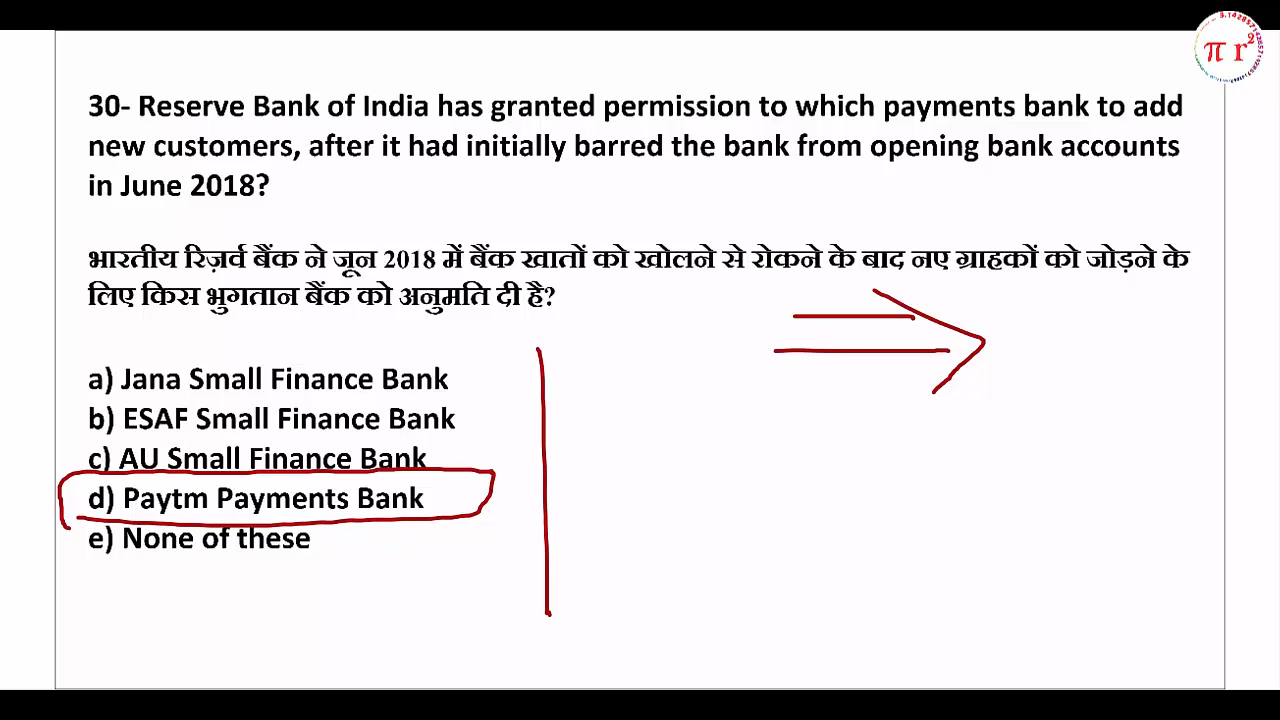 π r²
30- Reserve Bank of India has granted permission to which payments bank to add
new customers, after it had initially barred the bank from opening bank accounts
in June 2018?
भारतीय रिज़र्व बैंक ने जून 2018 में बैंक खातों को खोलने से रोकने के बाद नए ग्राहकों को जोड़ने के
लिए किस भुगतान बैंक को अनुमति दी है?
a) Jana Small Finance Bank
b) ESAF Small Finance Bank
c) AU Small Finance Bank
d) Paytm Payments Bank
e) None of these